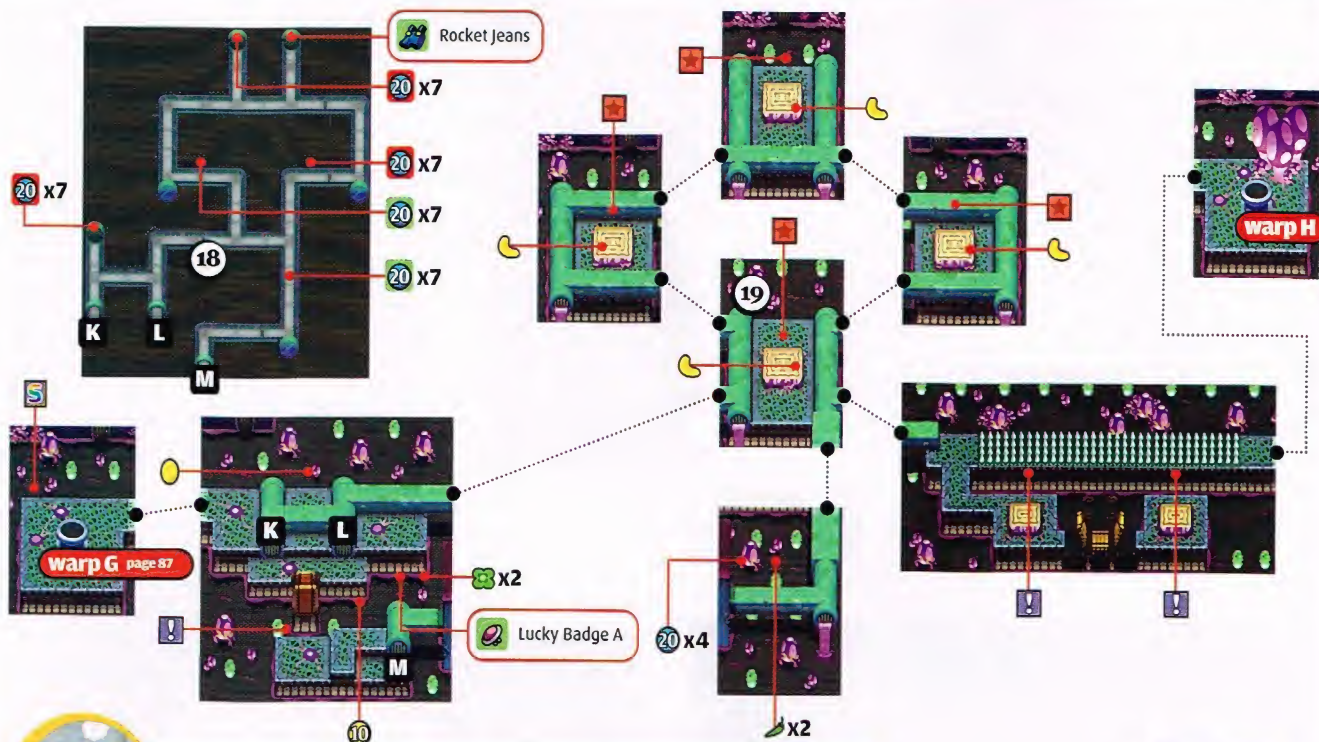 Rocket Jeans
20 x7
20 x7
20 x7
20 x7
20 x7
18
K
L
M
19
warp H
S
warp G page 87
K
L
M
!
x2
Lucky Badge A
10
20 x4
x2
!
!